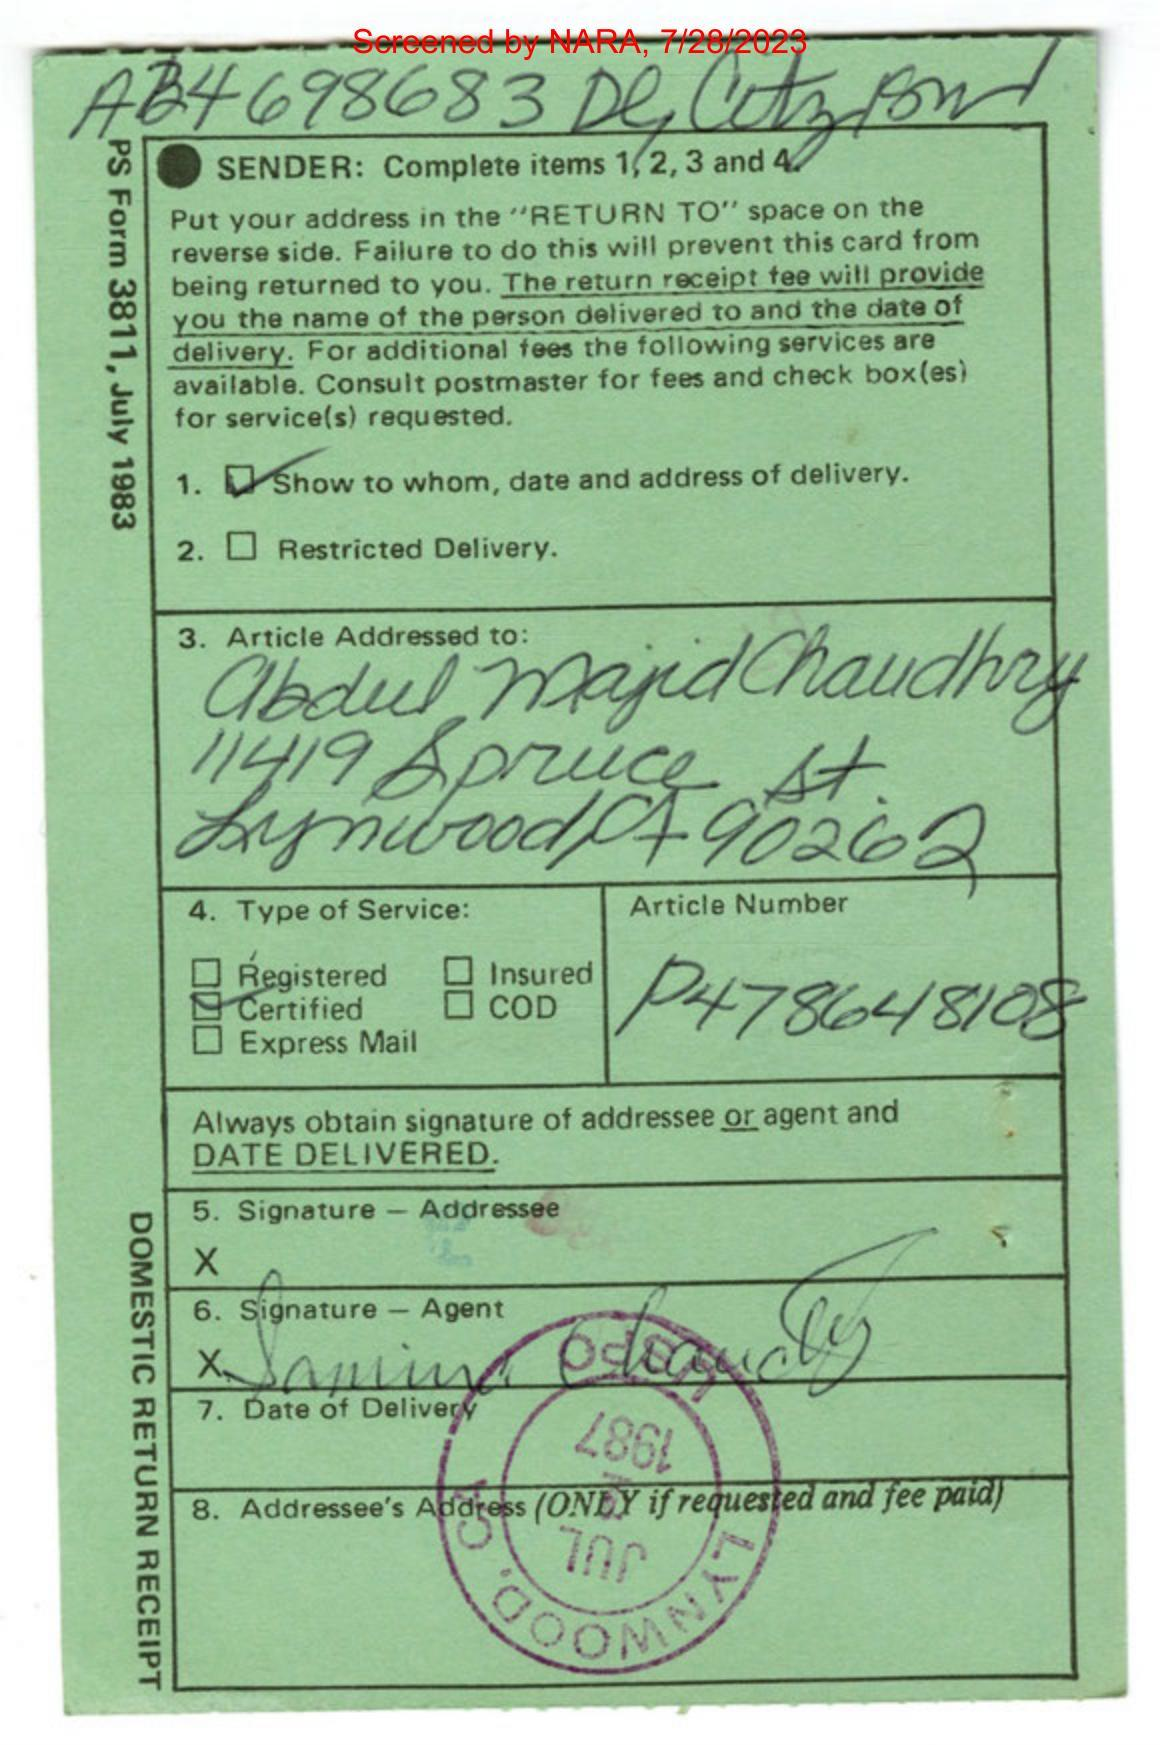 Screened by NARA, 7/28/2023
A24698683
PS Form 3811, July 1983
SENDER: Complete items 1, 2, 3 and 4.
Put your address in the "RETURN TO" space on the
reverse side. Failure to do this will prevent this card from
being returned to you. The return receipt fee will provide
you the name of the person delivered to and the date of
delivery. For additional fees the following services are
available. Consult postmaster for fees and check box(es)
for service(s) requested.
1. Show to whom, date and address of delivery.
2. Restricted Delivery.
3. Article Addressed to:
Abdul Majid Chaudhry
11419 Spruce St.
Lynwood, CA 90262
4. Type of Service:
Registered Insured
Certified COD
Express Mail
Article Number
P478648108
Always obtain signature of addressee or agent and
DATE DELIVERED.
5. Signature – Addressee
X
6. Signature – Agent
X
7. Date of Delivery
8. Addressee's Address (ONLY if requested and fee paid)
LYNWOOD, CA
JUL
1987
USPO
DOMESTIC RETURN RECEIPT